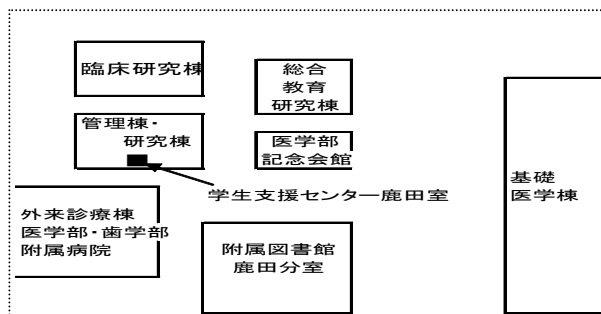 臨床研究棟
総合
教育
研究棟
管理棟・
研究棟
医学部
記念会館
学生支援センター鹿田室
基礎
医学棟
外来診療棟
医学部・歯学部
附属病院
附属図書館
鹿田分室